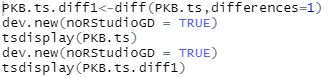 PKB.ts.diff1<-diff(PKB.ts,differences=1)
dev.new(noRStudioGD = TRUE)
tsdisplay(PKB.ts)
dev.new(noRStudioGD = TRUE)
tsdisplay(PKB.ts.diff1)